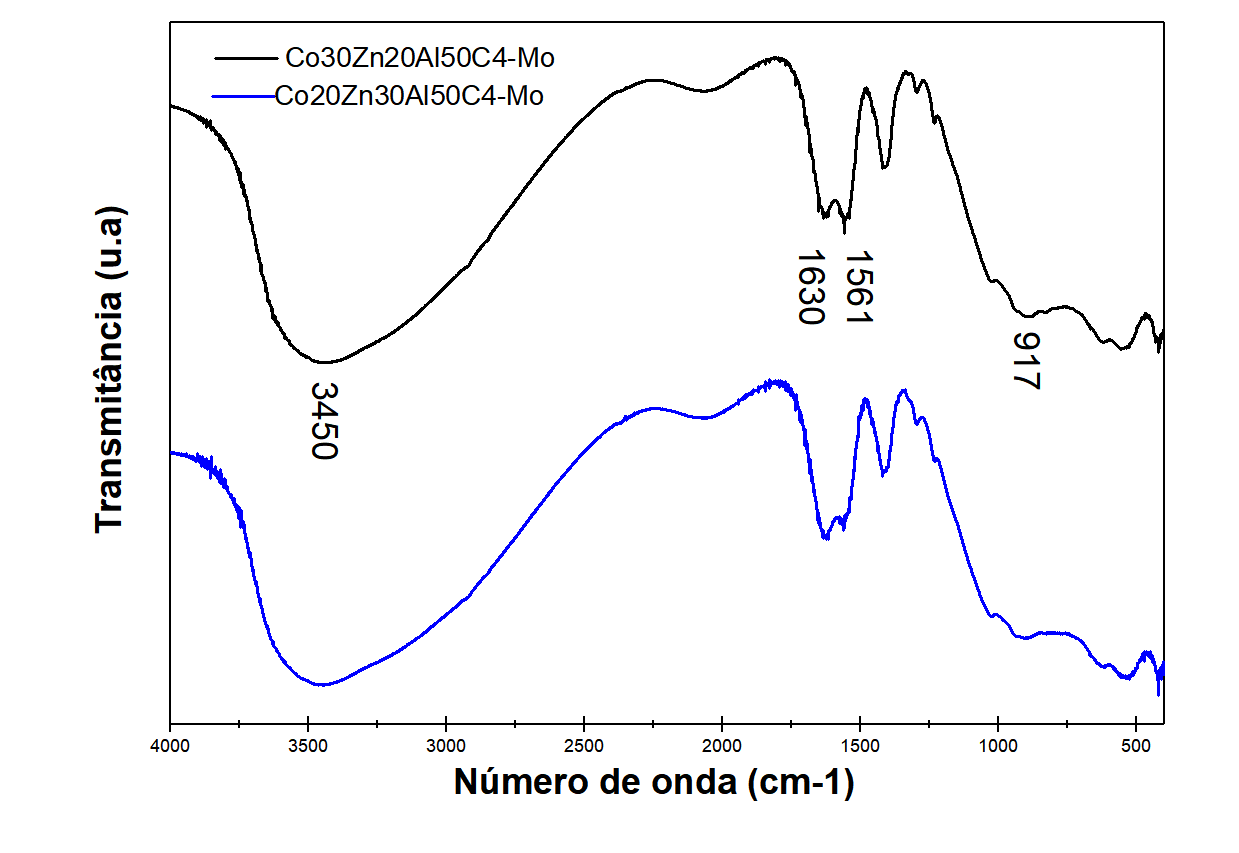 Co30Zn20Al50C4-Mo
Co20Zn30Al50C4-Mo
Transmitância (u.a)
3450
1630
1561
917
4000 3500 3000 2500 2000 1500 1000 500
Número de onda (cm-1)